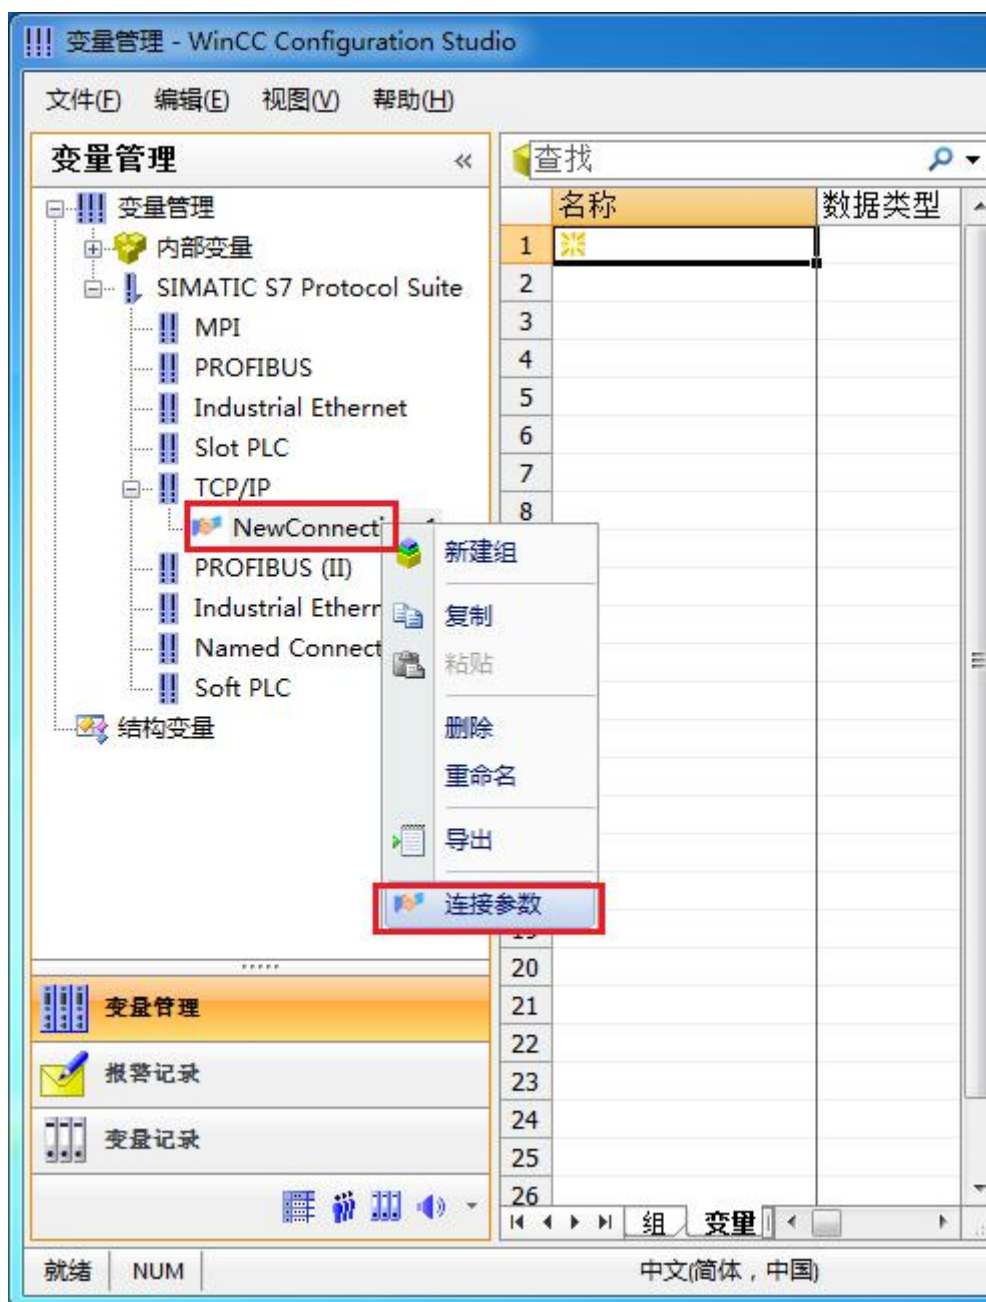 变量管理 - WinCC Configuration Studio
文件(F) 编辑(E) 视图(V) 帮助(H)
变量管理 «
变量管理
内部变量
SIMATIC S7 Protocol Suite
MPI
PROFIBUS
Industrial Ethernet
Slot PLC
TCP/IP
NewConnecti
PROFIBUS (II)
Industrial Ethern
Named Connect
Soft PLC
结构变量
新建组
复制
粘贴
删除
重命名
导出
连接参数
变量管理
报警记录
变量记录
查找
名称 数据类型
1
2
3
4
5
6
7
8
19
20
21
22
23
24
25
26
组 变量
就绪 NUM 中文(简体，中国)